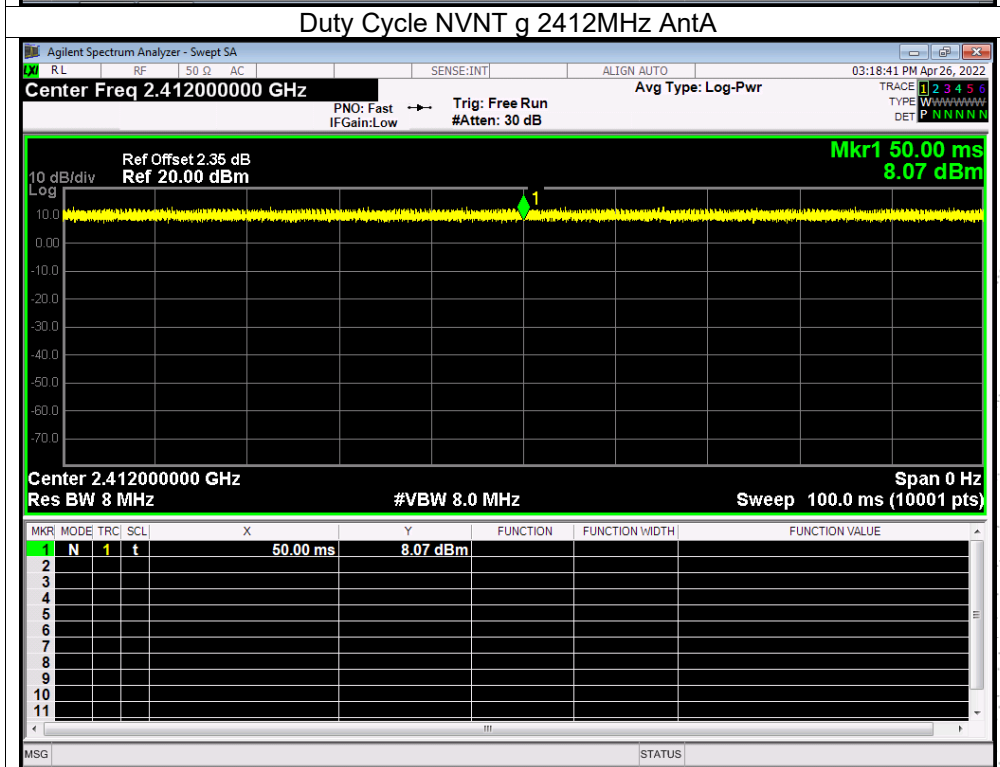 Duty Cycle NVNT g 2412MHz AntA
Agilent Spectrum Analyzer - Swept SA
LXI RL RF 50 Ω AC SENSE:INT ALIGN AUTO 03:18:41 PM Apr 26, 2022
Center Freq 2.412000000 GHz Avg Type: Log-Pwr TRACE 1 2 3 4 5 6
PNO: Fast Trig: Free Run TYPE WWWWWW
IFGain:Low #Atten: 30 dB DET P N N N N N
Mkr1 50.00 ms
Ref Offset 2.35 dB
10 dB/div Ref 20.00 dBm 8.07 dBm
Log
1
10.0
0.00
-10.0
-20.0
-30.0
-40.0
-50.0
-60.0
-70.0
Center 2.412000000 GHz Span 0 Hz
Res BW 8 MHz #VBW 8.0 MHz Sweep 100.0 ms (10001 pts)
MKR MODE TRC SCL X Y FUNCTION FUNCTION WIDTH FUNCTION VALUE
1 N 1 t 50.00 ms 8.07 dBm
2
3
4
5
6
7
8
9
10
11
MSG STATUS